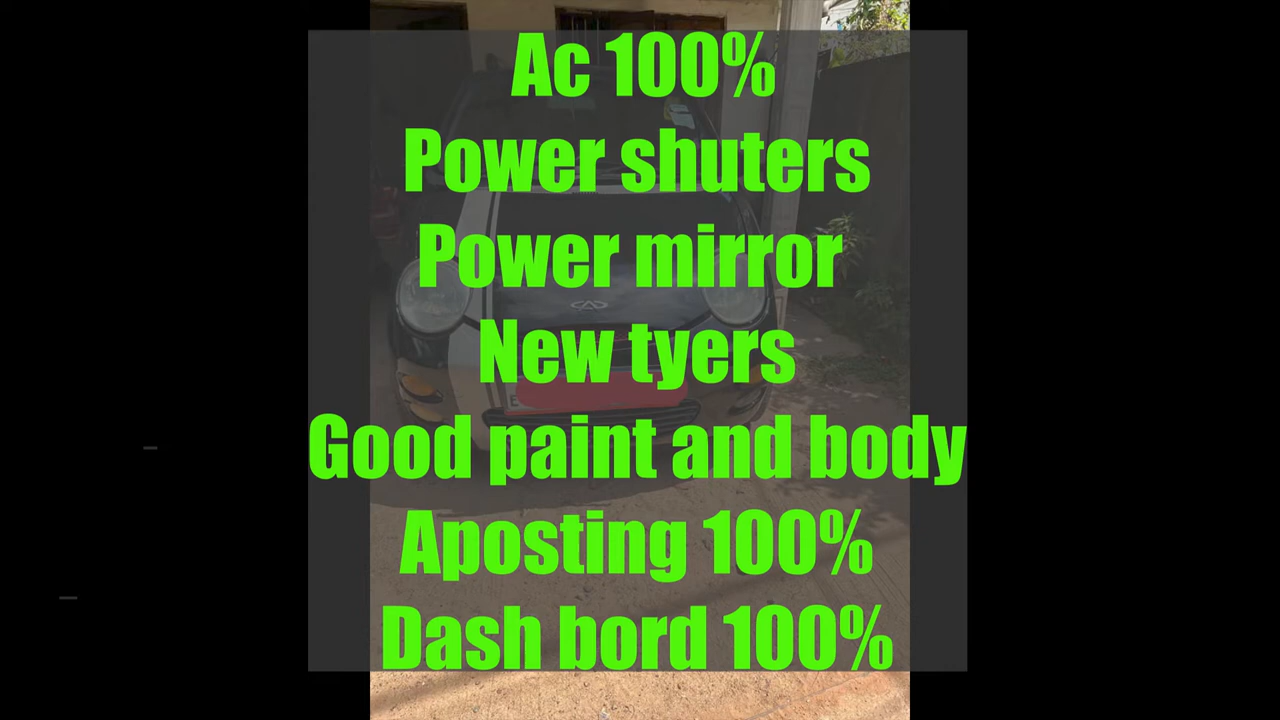 Ac 100%
Power shuters
Power mirror
New tyers
Good paint and body
Aposting 100%
Dash bord 100%